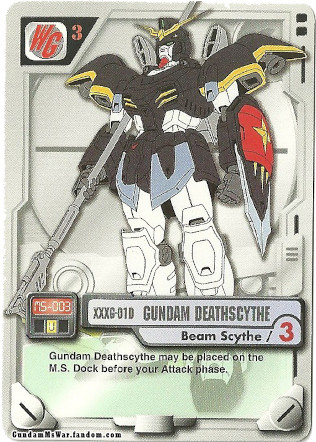 WG 3
MS-003
U
XXXG-01D GUNDAM DEATHSCYTHE
Beam Scythe / 3
Gundam Deathscythe may be placed on
the M.S. Dock before your Attack phase.
GundamMsWar.fandom.com